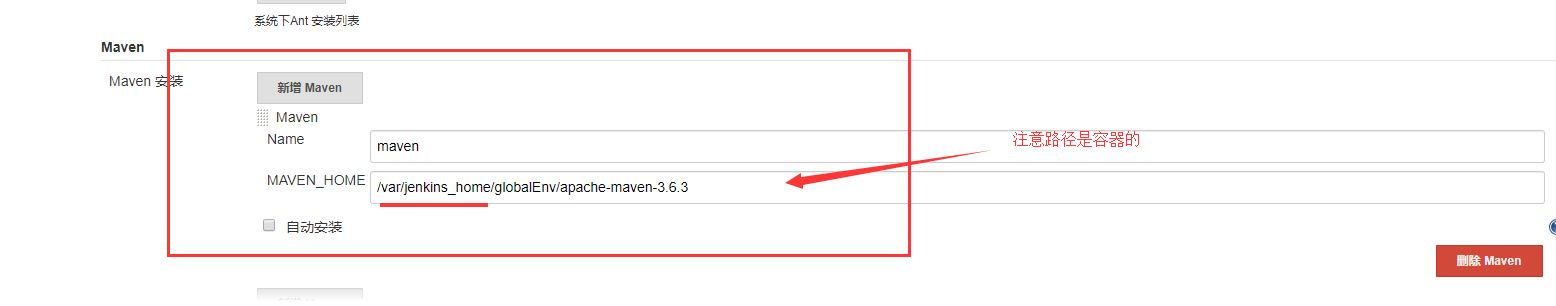 系统下Ant 安装列表
Maven
Maven 安装
新增 Maven
Maven
Name
maven
注意路径是容器的
MAVEN_HOME
/var/jenkins_home/globalEnv/apache-maven-3.6.3
自动安装
删除 Maven